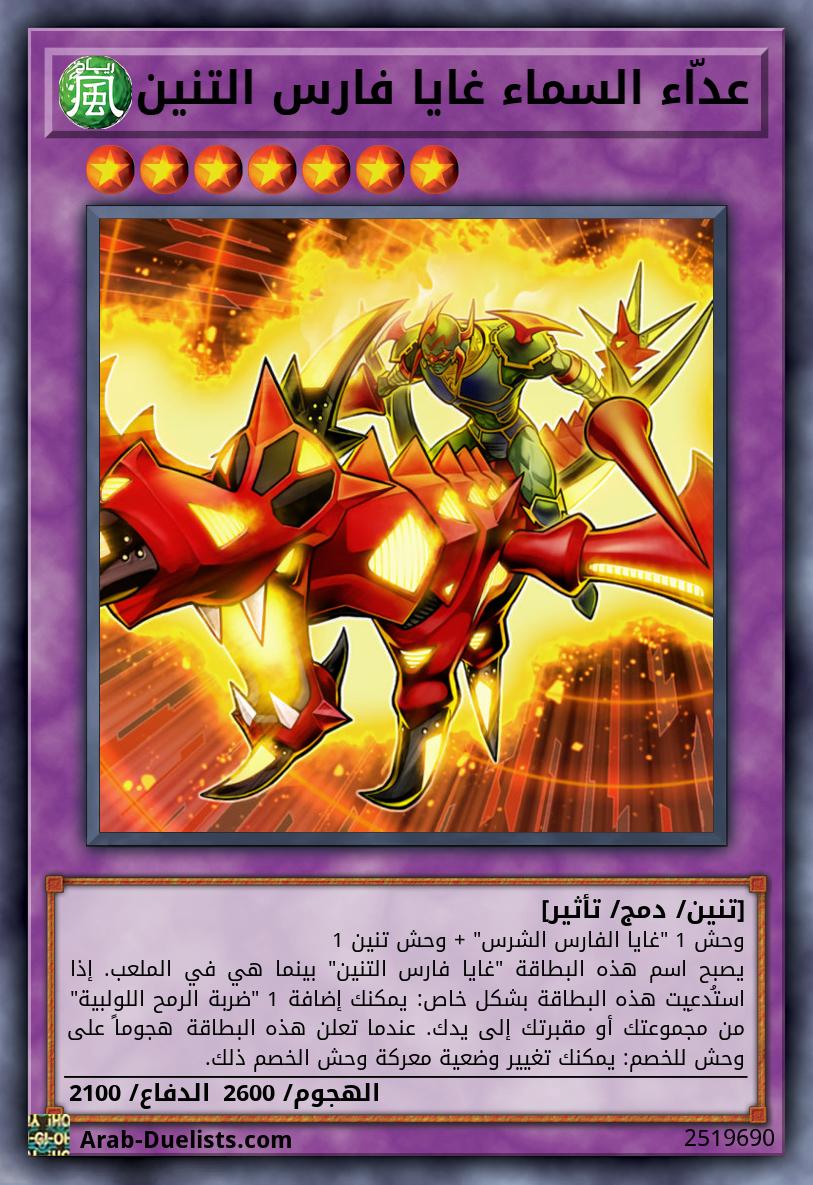 عدّاء السماء غايا فارس التنين
رياح
風
[تنين/ دمج/ تأثير]
وحش 1 "غايا الفارس الشرس" + وحش تنين 1
يصبح اسم هذه البطاقة "غايا فارس التنين" بينما هي في الملعب. إذا
استُدعيَت هذه البطاقة بشكل خاص: يمكنك إضافة 1 "ضربة الرمح اللولبية"
من مجموعتك أو مقبرتك إلى يدك. عندما تعلن هذه البطاقة هجوماً على
وحش للخصم: يمكنك تغيير وضعية معركة وحش الخصم ذلك.
الهجوم/ 2600 الدفاع/ 2100
Arab-Duelists.com
2519690